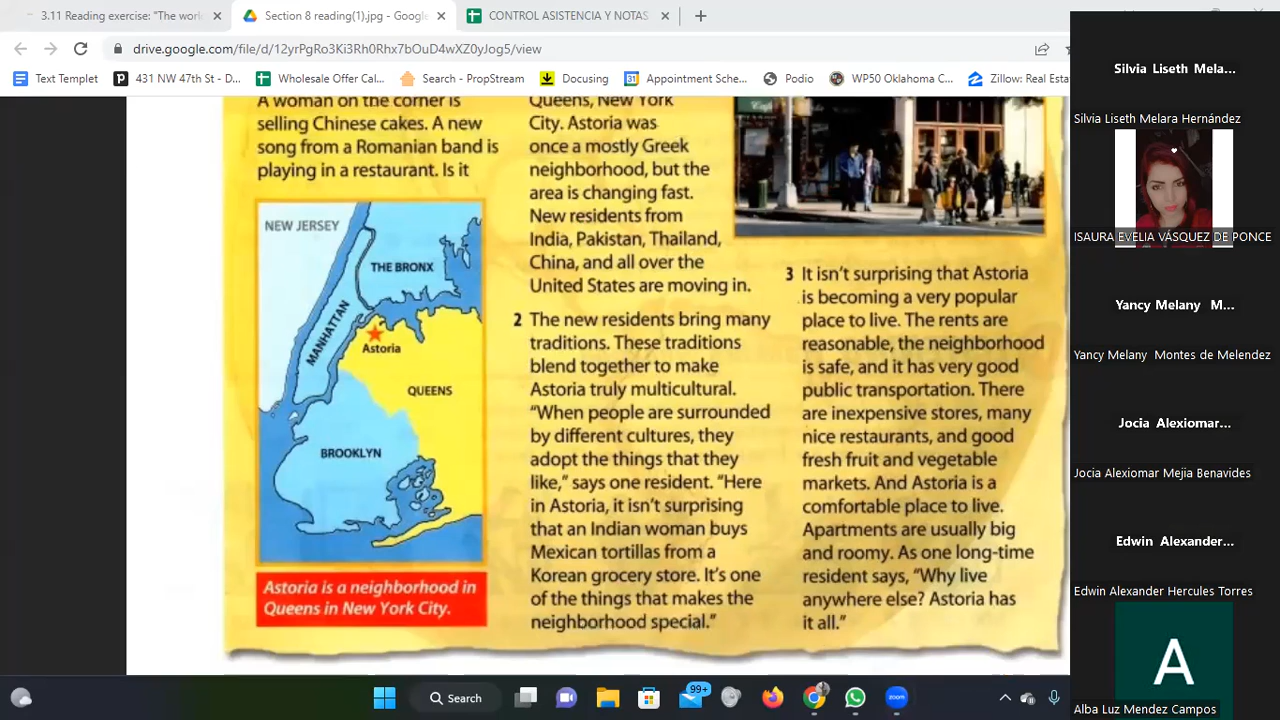 3.11 Reading exercise: "The worl
Section 8 reading(1).jpg - Google
CONTROL ASISTENCIA Y NOTAS
drive.google.com/file/d/12yrPgRo3Ki3Rh0Rhx7bOuD4wXZ0yJog5/view
Text Templet
431 NW 47th St - D...
Wholesale Offer Cal...
Search - PropStream
Docusing
Appointment Sche...
Podio
WP50 Oklahoma C...
Zillow: Real Esta
A woman on the corner is
selling Chinese cakes. A new
song from a Romanian band is
playing in a restaurant. Is it
NEW JERSEY
THE BRONX
MANHATTAN
Astoria
QUEENS
BROOKLYN
Astoria is a neighborhood in
Queens in New York City.
Queens, New York
City. Astoria was
once a mostly Greek
neighborhood, but the
area is changing fast.
New residents from
India, Pakistan, Thailand,
China, and all over the
United States are moving in.
2 The new residents bring many
traditions. These traditions
blend together to make
Astoria truly multicultural.
"When people are surrounded
by different cultures, they
adopt the things that they
like," says one resident. "Here
in Astoria, it isn't surprising
that an Indian woman buys
Mexican tortillas from a
Korean grocery store. It's one
of the things that makes the
neighborhood special."
3 It isn't surprising that Astoria
is becoming a very popular
place to live. The rents are
reasonable, the neighborhood
is safe, and it has very good
public transportation. There
are inexpensive stores, many
nice restaurants, and good
fresh fruit and vegetable
markets. And Astoria is a
comfortable place to live.
Apartments are usually big
and roomy. As one long-time
resident says, "Why live
anywhere else? Astoria has
it all."
Silvia Liseth Mela...
Silvia Liseth Melara Hernández
ISAURA EVELIA VÁSQUEZ DE PONCE
Yancy Melany M...
Yancy Melany Montes de Melendez
Jocia Alexiomar...
Jocia Alexiomar Mejia Benavides
Edwin Alexander...
Edwin Alexander Hercules Torres
A
Alba Luz Mendez Campos
Search
99+
zoom